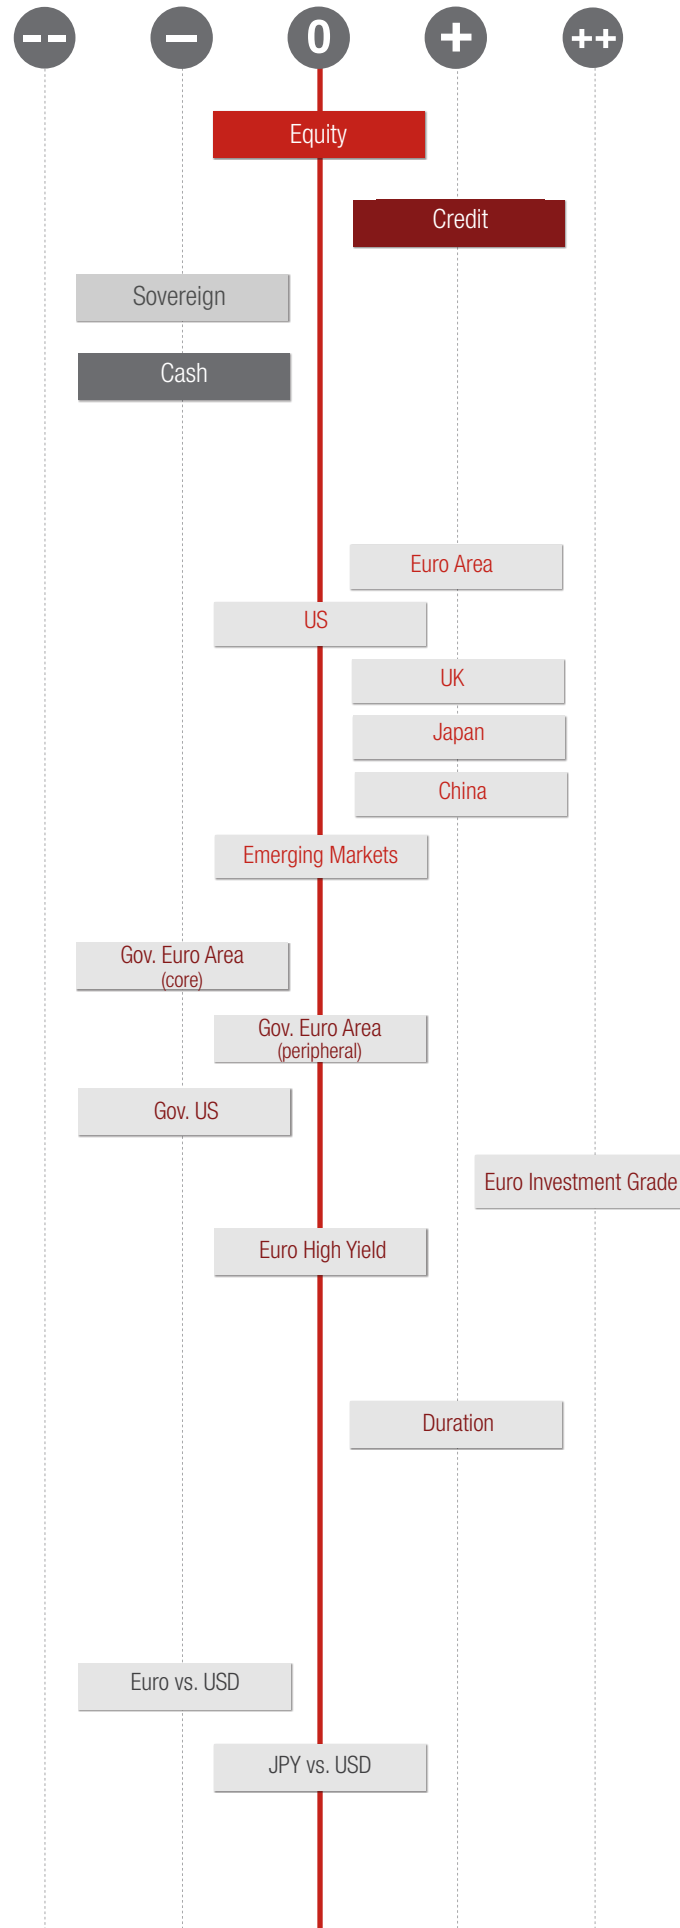 -- - 0 + ++
Equity
Credit
Sovereign
Cash
Euro Area
US
UK
Japan
China
Emerging Markets
Gov. Euro Area
(core)
Gov. Euro Area
(peripheral)
Gov. US
Euro Investment Grade
Euro High Yield
Duration
Euro vs. USD
JPY vs. USD